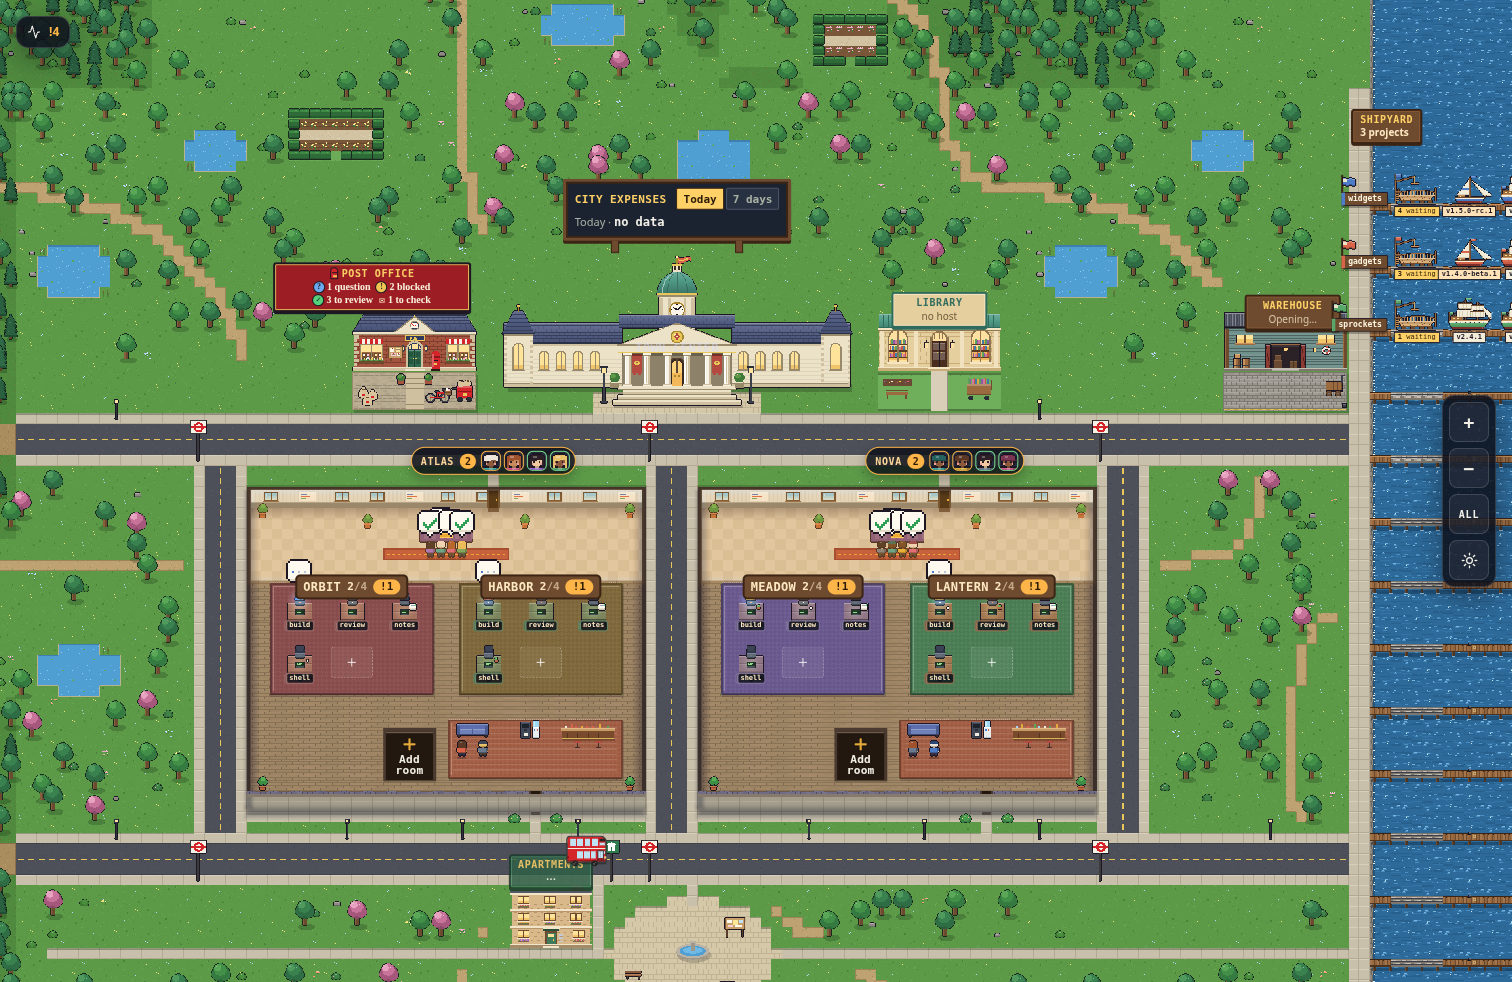 !4
SHIPYARD
3 projects
CITY EXPENSES Today 7 days
Today · no data
widgets
4 waiting v1.5.0-rc.1
gadgets
3 waiting v1.4.0-beta.1
sprockets
1 waiting v2.4.1
POST OFFICE
? 1 question ! 2 blocked
3 to review 1 to check
LIBRARY
no host
WAREHOUSE
Opening...
+
−
ALL
ATLAS 2
NOVA 2
ORBIT 2/4 !1
build review notes
shell +
HARBOR 2/4 !1
build review notes
shell +
MEADOW 2/4 !1
build review notes
shell +
LANTERN 2/4 !1
build review notes
shell +
+
Add
room
+
Add
room
APARTMENTS
...